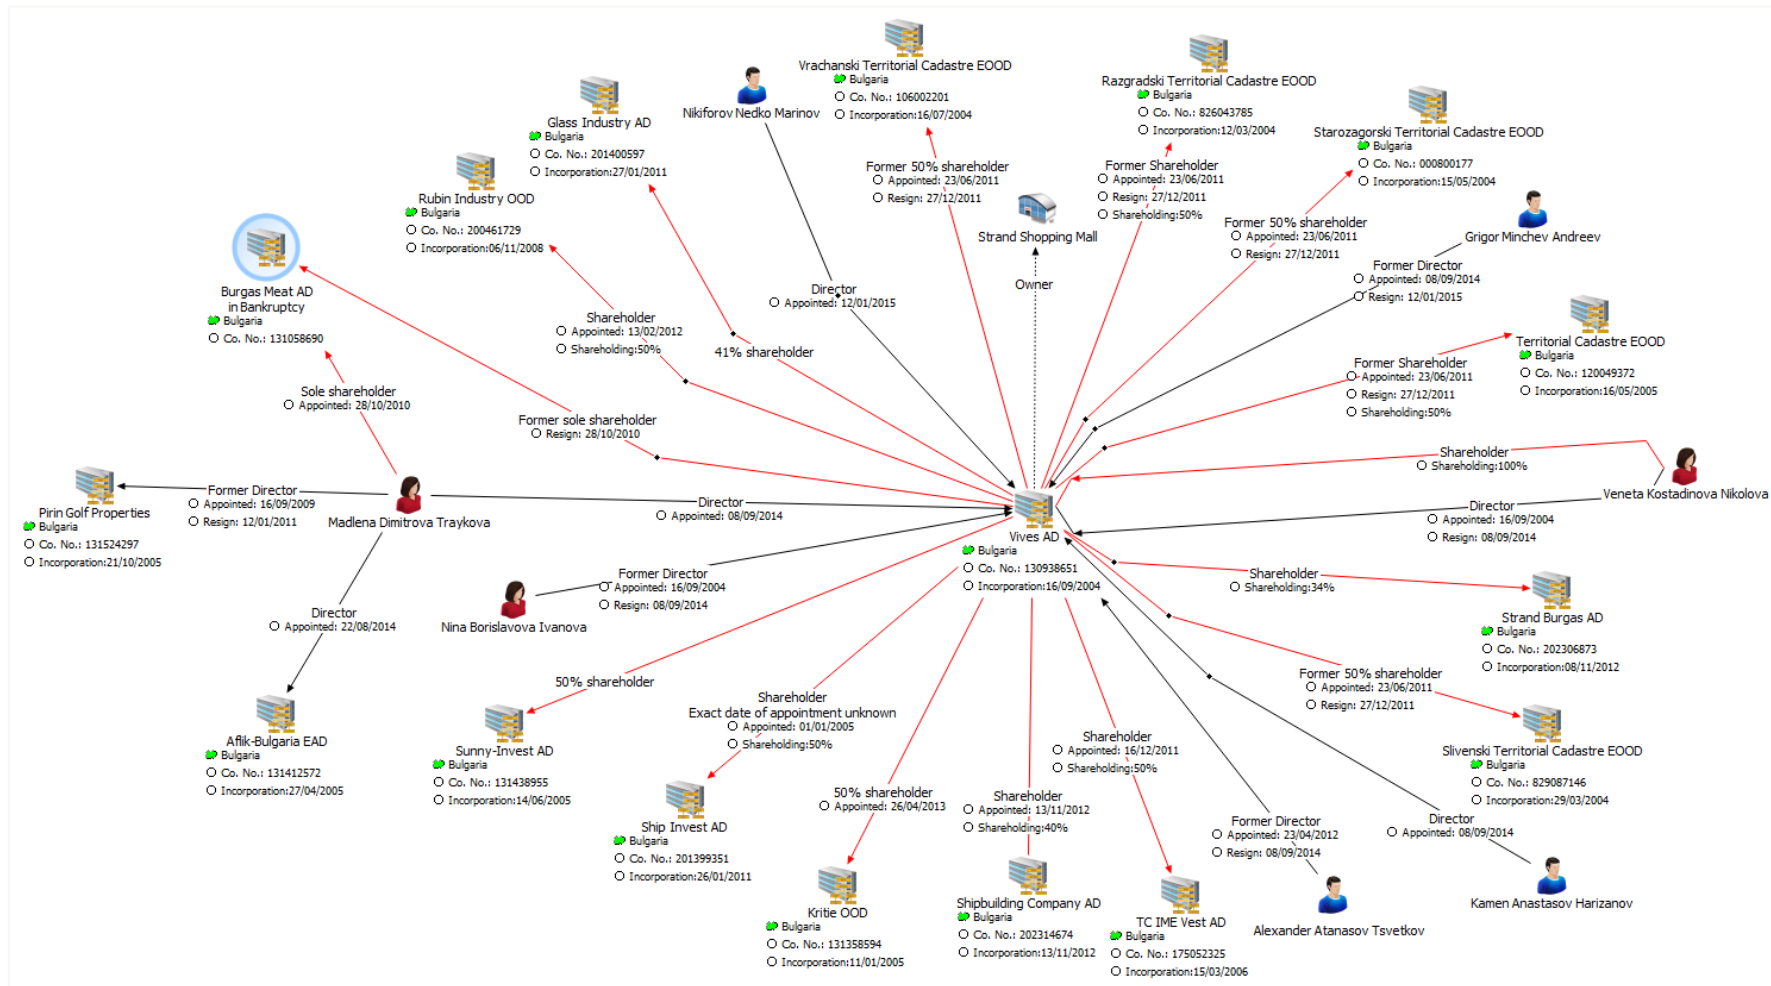 Vrachanski Territorial Cadastre EOOD
Bulgaria
Co. No.: 106002201
Incorporation:16/07/2004
Razgradski Territorial Cadastre EOOD
Bulgaria
Co. No.: 826043785
Incorporation:12/03/2004
Nikiforov Nedko Marinov
Glass Industry AD
Bulgaria
Co. No.: 201400597
Incorporation:27/01/2011
Starozagorski Territorial Cadastre EOOD
Bulgaria
Co. No.: 000800177
Incorporation:15/05/2004
Former 50% shareholder
Appointed: 23/06/2011
Resign: 27/12/2011
Former Shareholder
Appointed: 23/06/2011
Resign: 27/12/2011
Shareholding:50%
Rubin Industry OOD
Bulgaria
Co. No.: 200461729
Incorporation:06/11/2008
Strand Shopping Mall
Former 50% shareholder
Appointed: 23/06/2011
Resign: 27/12/2011
Grigor Minchev Andreev
Former Director
Appointed: 08/09/2014
Resign: 12/01/2015
Burgas Meat AD
in Bankruptcy
Bulgaria
Co. No.: 131058690
Director
Appointed: 12/01/2015
Owner
Shareholder
Appointed: 13/02/2012
Shareholding:50%
41% shareholder
Territorial Cadastre EOOD
Bulgaria
Co. No.: 120049372
Incorporation:16/05/2005
Former Shareholder
Appointed: 23/06/2011
Resign: 27/12/2011
Shareholding:50%
Sole shareholder
Appointed: 28/10/2010
Former sole shareholder
Resign: 28/10/2010
Shareholder
Shareholding:100%
Veneta Kostadinova Nikolova
Pirin Golf Properties
Bulgaria
Co. No.: 131524297
Incorporation:21/10/2005
Former Director
Appointed: 16/09/2009
Resign: 12/01/2011
Madlena Dimitrova Traykova
Director
Appointed: 08/09/2014
Director
Appointed: 16/09/2004
Resign: 08/09/2014
Vives AD
Bulgaria
Co. No.: 130938651
Incorporation:16/09/2004
Former Director
Appointed: 16/09/2004
Resign: 08/09/2014
Nina Borislavova Ivanova
Shareholder
Shareholding:34%
Strand Burgas AD
Bulgaria
Co. No.: 202306873
Incorporation:08/11/2012
Director
Appointed: 22/08/2014
50% shareholder
Shareholder
Exact date of appointment unknown
Appointed: 01/01/2005
Shareholding:50%
Former 50% shareholder
Appointed: 23/06/2011
Resign: 27/12/2011
Aflik-Bulgaria EAD
Bulgaria
Co. No.: 131412572
Incorporation:27/04/2005
Sunny-Invest AD
Bulgaria
Co. No.: 131438955
Incorporation:14/06/2005
Shareholder
Appointed: 16/12/2011
Shareholding:50%
Slivenski Territorial Cadastre EOOD
Bulgaria
Co. No.: 829087146
Incorporation:29/03/2004
50% shareholder
Appointed: 26/04/2013
Shareholder
Appointed: 13/11/2012
Shareholding:40%
Ship Invest AD
Bulgaria
Co. No.: 201399351
Incorporation:26/01/2011
Former Director
Appointed: 23/04/2012
Resign: 08/09/2014
Director
Appointed: 08/09/2014
Kritie OOD
Bulgaria
Co. No.: 131358594
Incorporation:11/01/2005
Shipbuilding Company AD
Bulgaria
Co. No.: 202314674
Incorporation:13/11/2012
TC IME Vest AD
Bulgaria
Co. No.: 175052325
Incorporation:15/03/2006
Alexander Atanasov Tsvetkov
Kamen Anastasov Harizanov